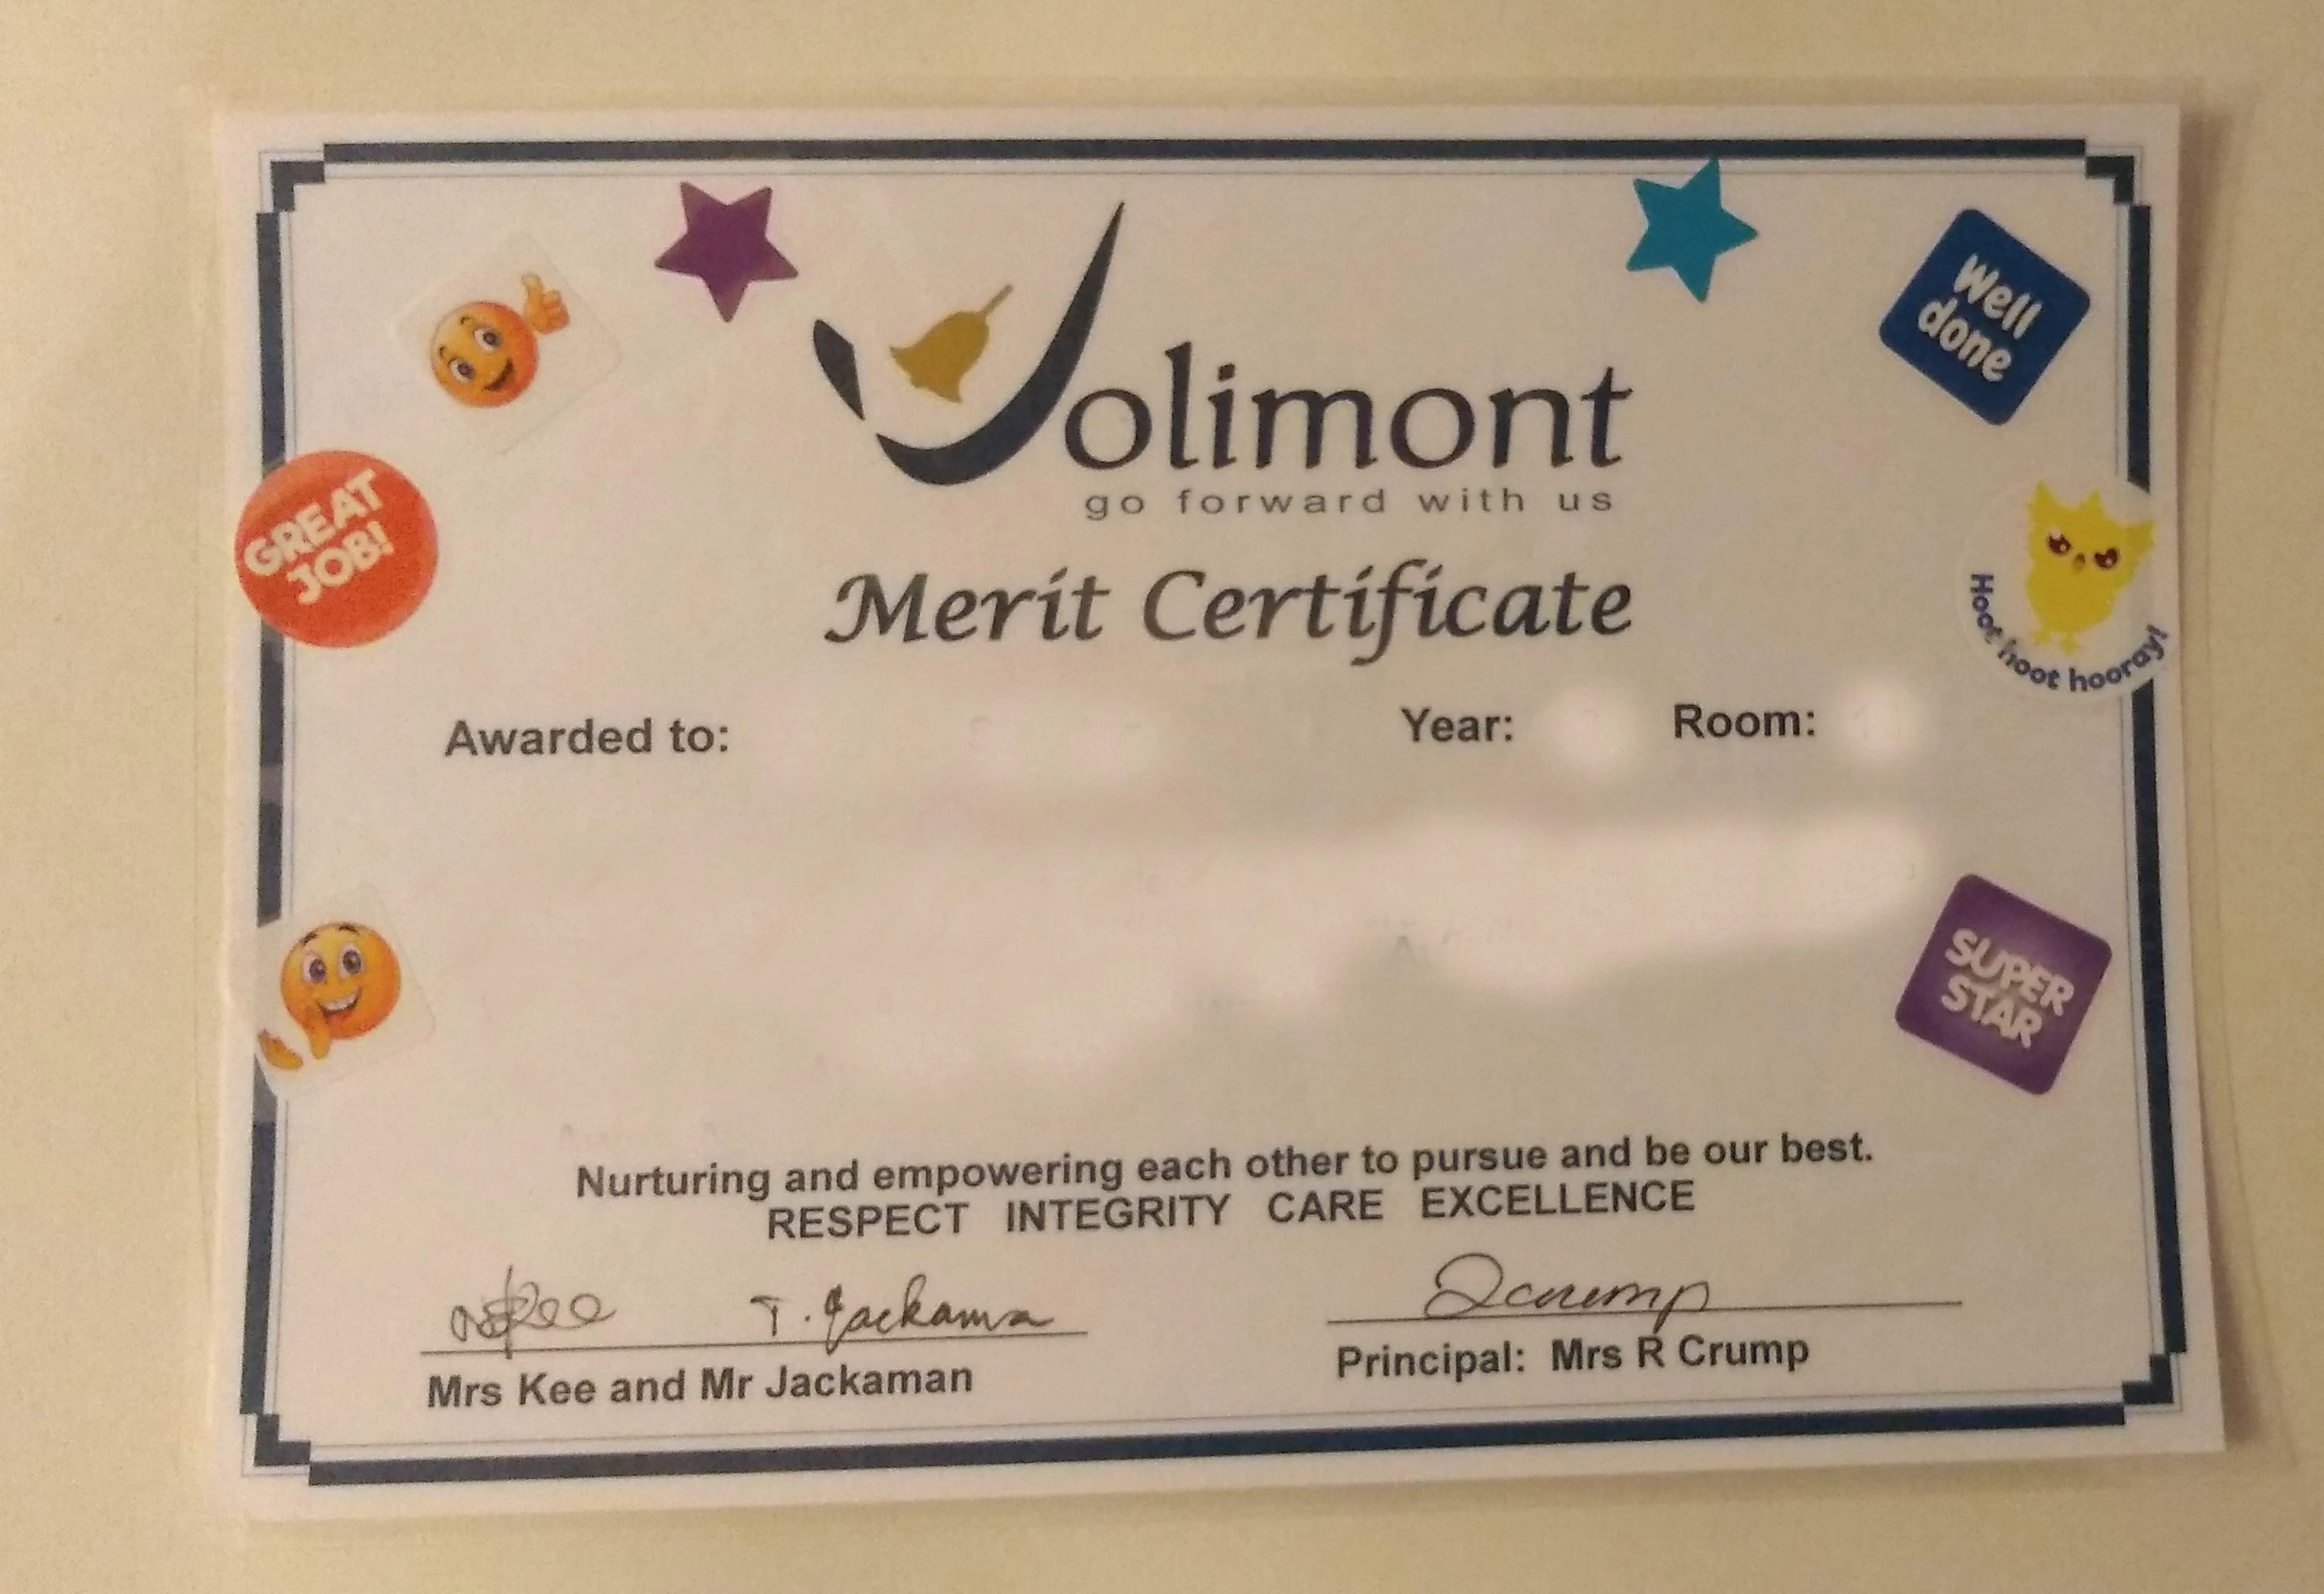 Jolimont
go forward with us
Well done
GREAT JOB!
Merit Certificate
Hoot hoot hooray!
Awarded to: Year: Room:
SUPER STAR
Nurturing and empowering each other to pursue and be our best.
RESPECT INTEGRITY CARE EXCELLENCE
T. Jackaman
RCrump
Mrs Kee and Mr Jackaman
Principal: Mrs R Crump